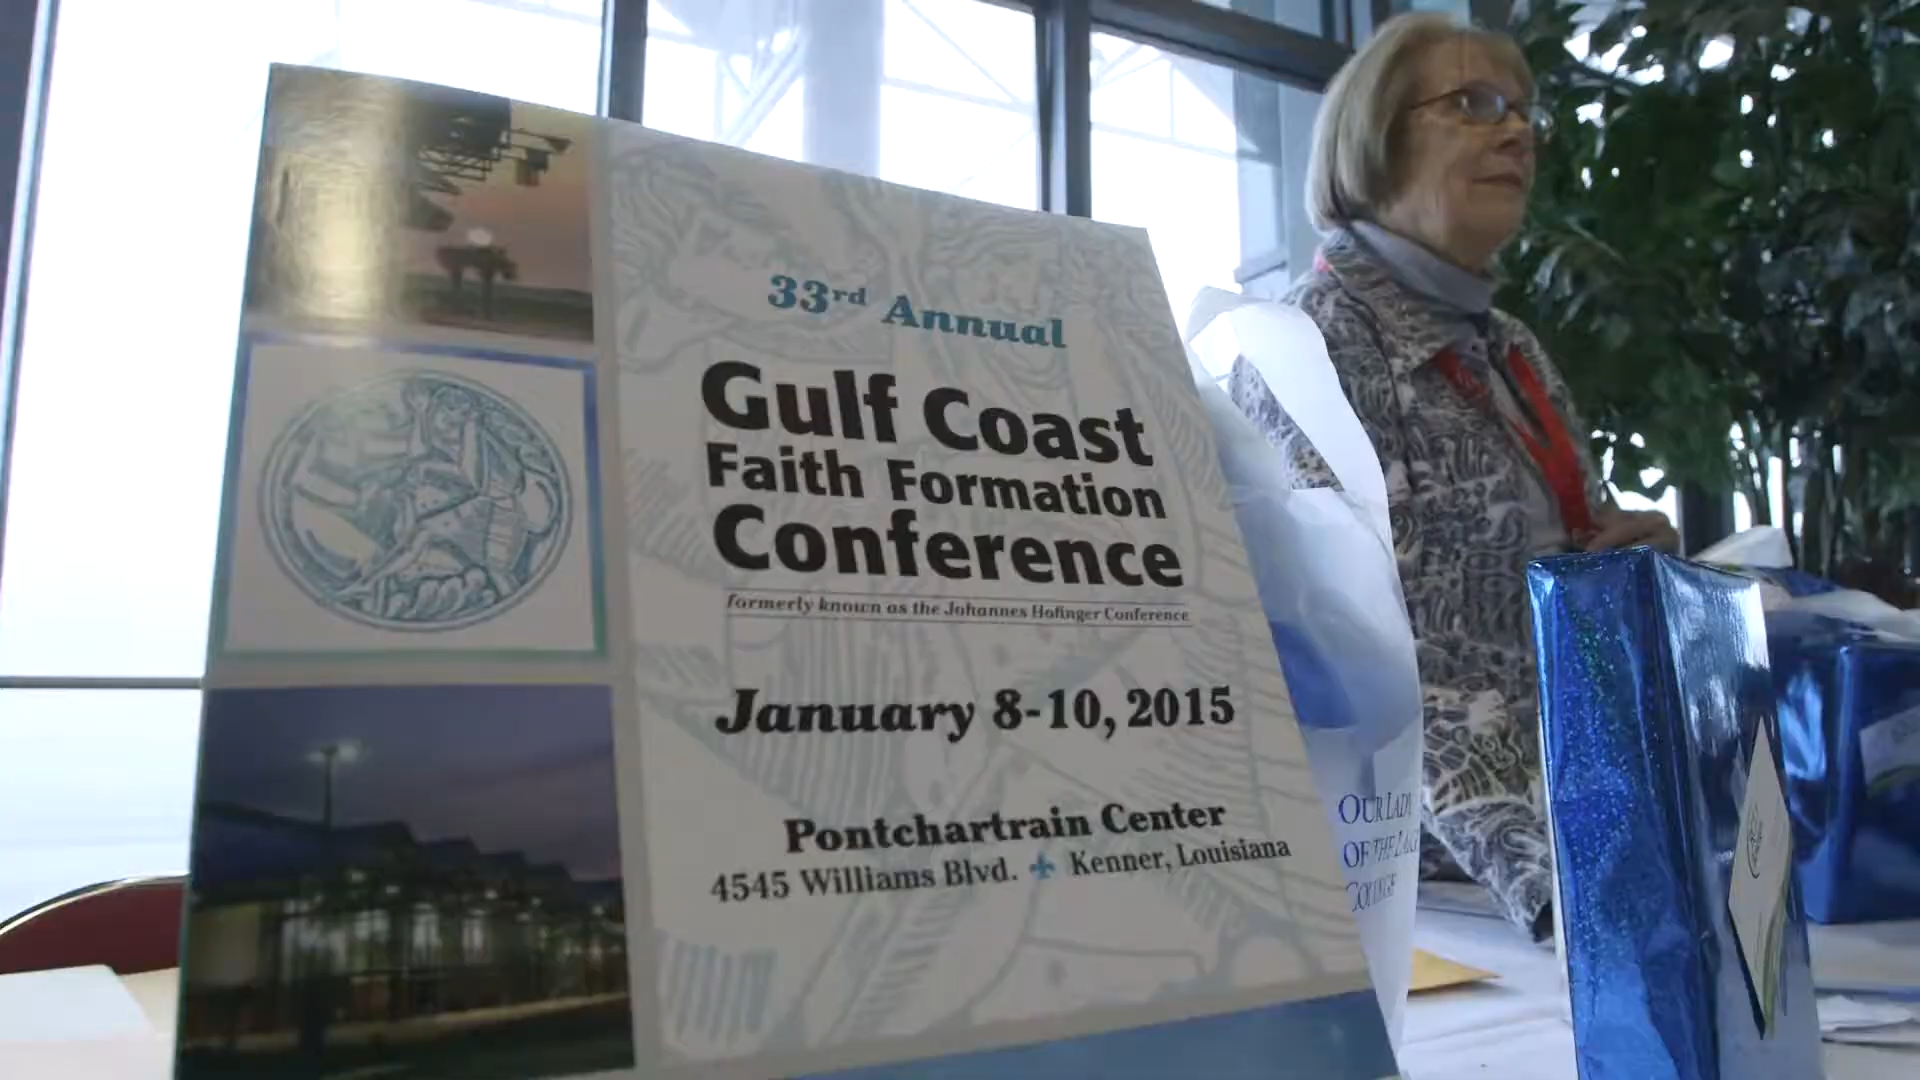 33rd Annual
Gulf Coast
Faith Formation
Conference
formerly known as the Johannes Hofinger Conference
January 8-10, 2015
Pontchartrain Center
4545 Williams Blvd. Kenner, Louisiana
OUR LADY
OF THE LAKE
COLLEGE